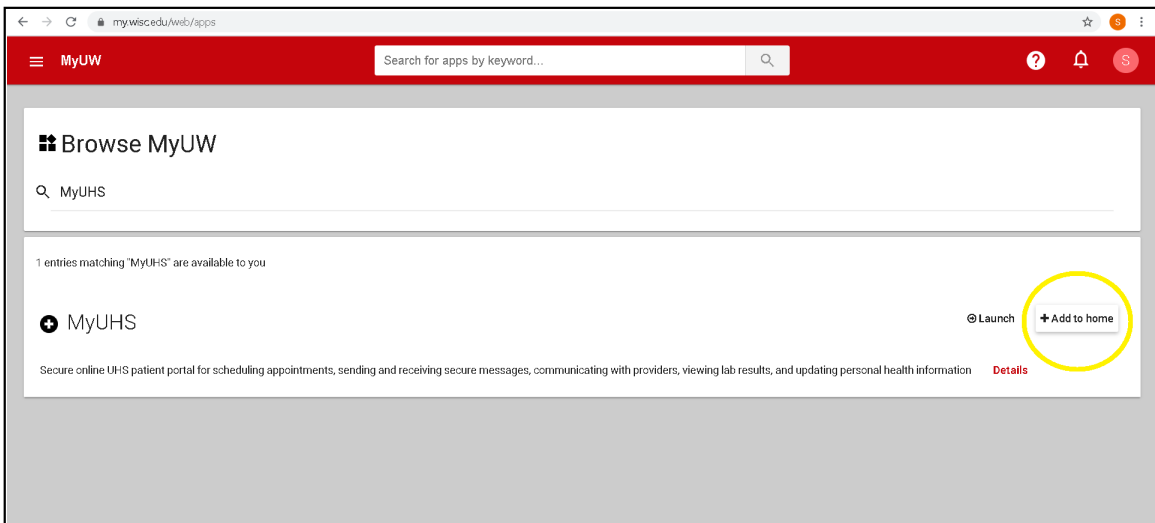 my.wisc.edu/web/apps
S
MyUW
Search for apps by keyword...
?
S
Browse MyUW
MyUHS
1 entries matching "MyUHS" are available to you
MyUHS
Launch
+ Add to home
Secure online UHS patient portal for scheduling appointments, sending and receiving secure messages, communicating with providers, viewing lab results, and updating personal health information Details